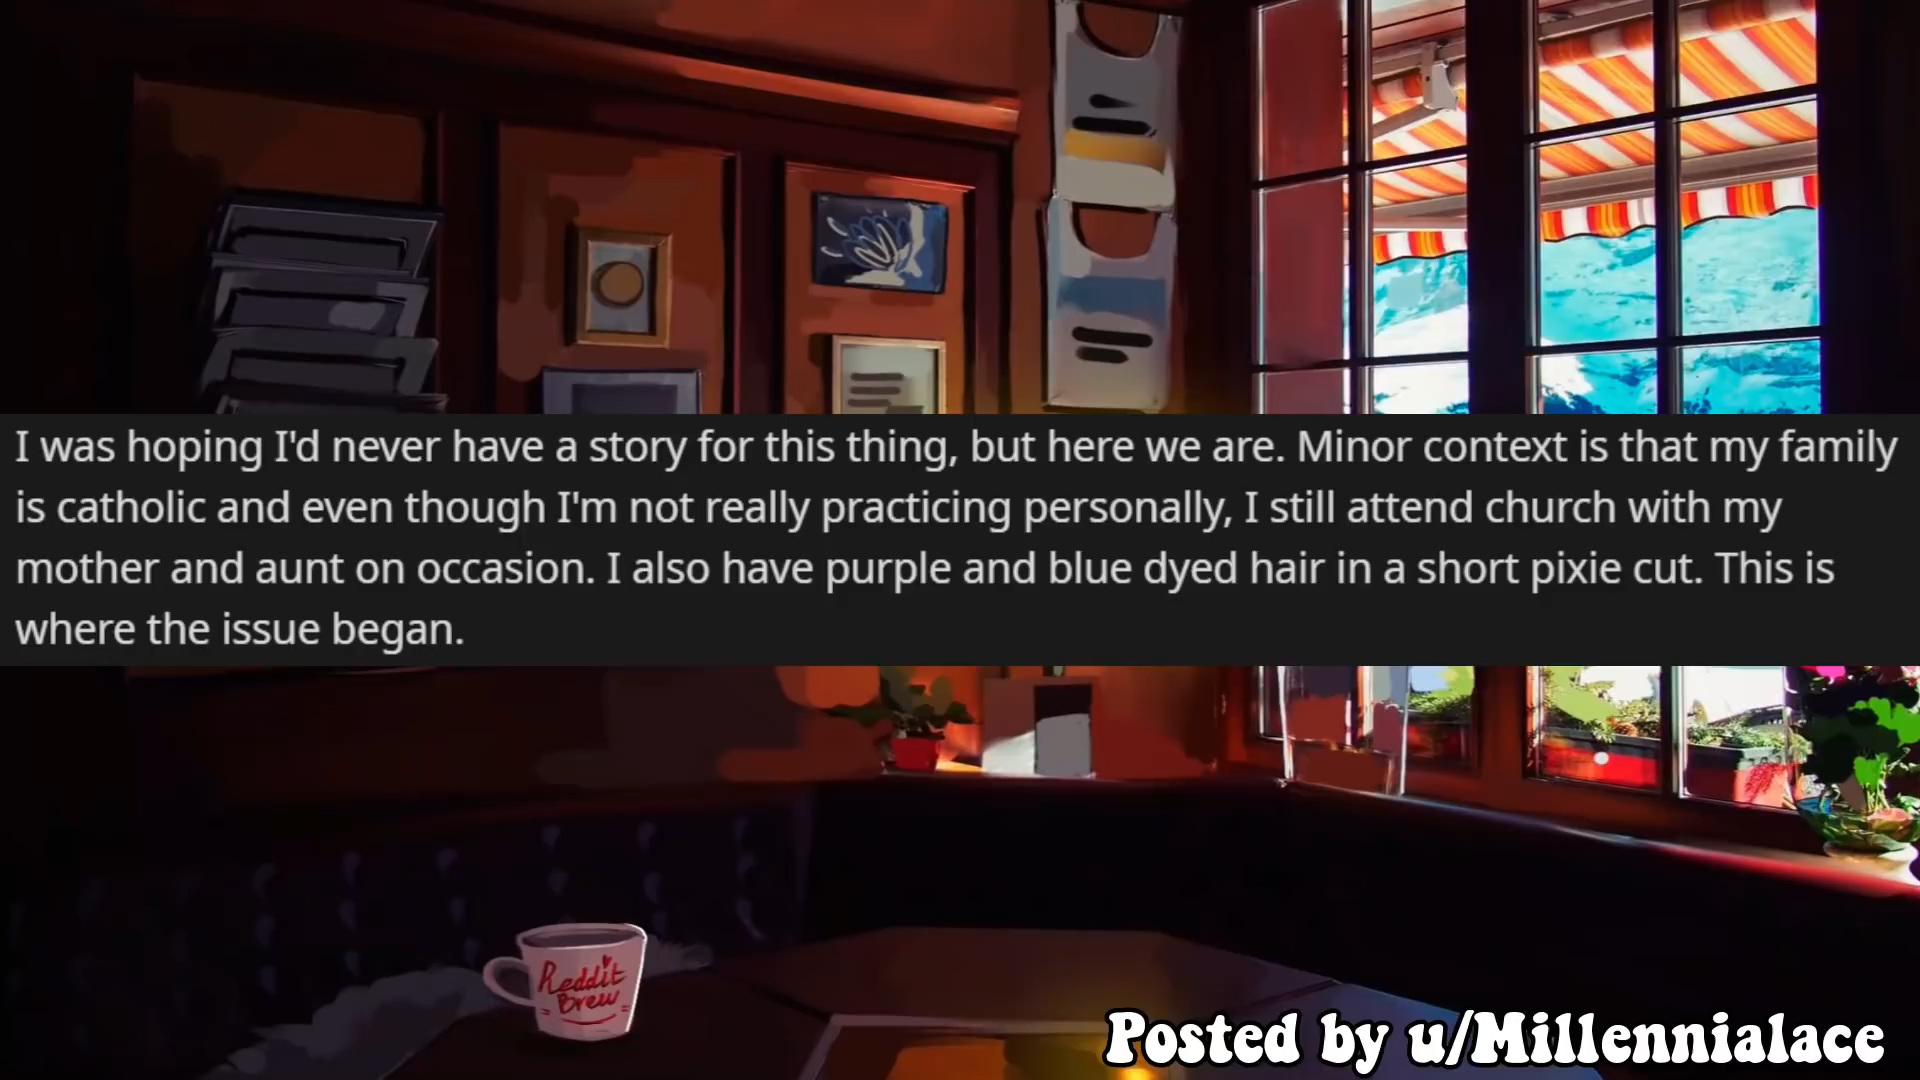 I was hoping I'd never have a story for this thing, but here we are. Minor context is that my family
is catholic and even though I'm not really practicing personally, I still attend church with my
mother and aunt on occasion. I also have purple and blue dyed hair in a short pixie cut. This is
where the issue began.
Reddit
Brew
Posted by u/Millennialace